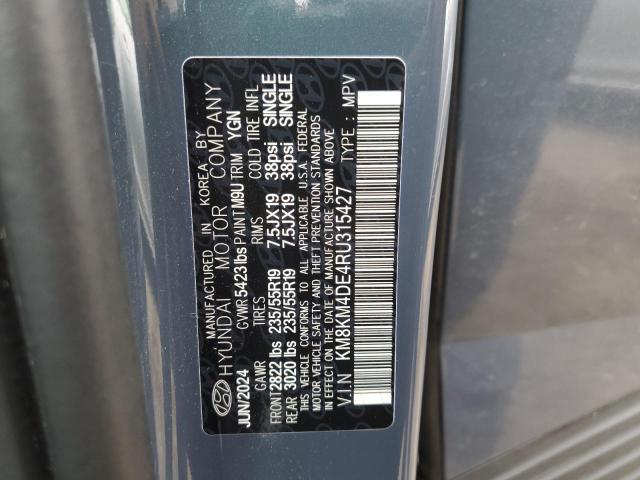 MANUFACTURED IN KOREA BY
HYUNDAI MOTOR COMPANY
JUN/2024 GVWR 5423 lbs PAINT M9U TRIM YGN
GAWR TIRES RIMS COLD TIRE INFL
FRONT 2822 lbs 235/55R19 7.5JX19 38psi SINGLE
REAR 3020 lbs 235/55R19 7.5JX19 38psi SINGLE
THIS VEHICLE CONFORMS TO ALL APPLICABLE U.S.A. FEDERAL
MOTOR VEHICLE SAFETY AND THEFT PREVENTION STANDARDS
IN EFFECT ON THE DATE OF MANUFACTURE SHOWN ABOVE.
V.I.N KM8KM4DE4RU315427 TYPE : MPV